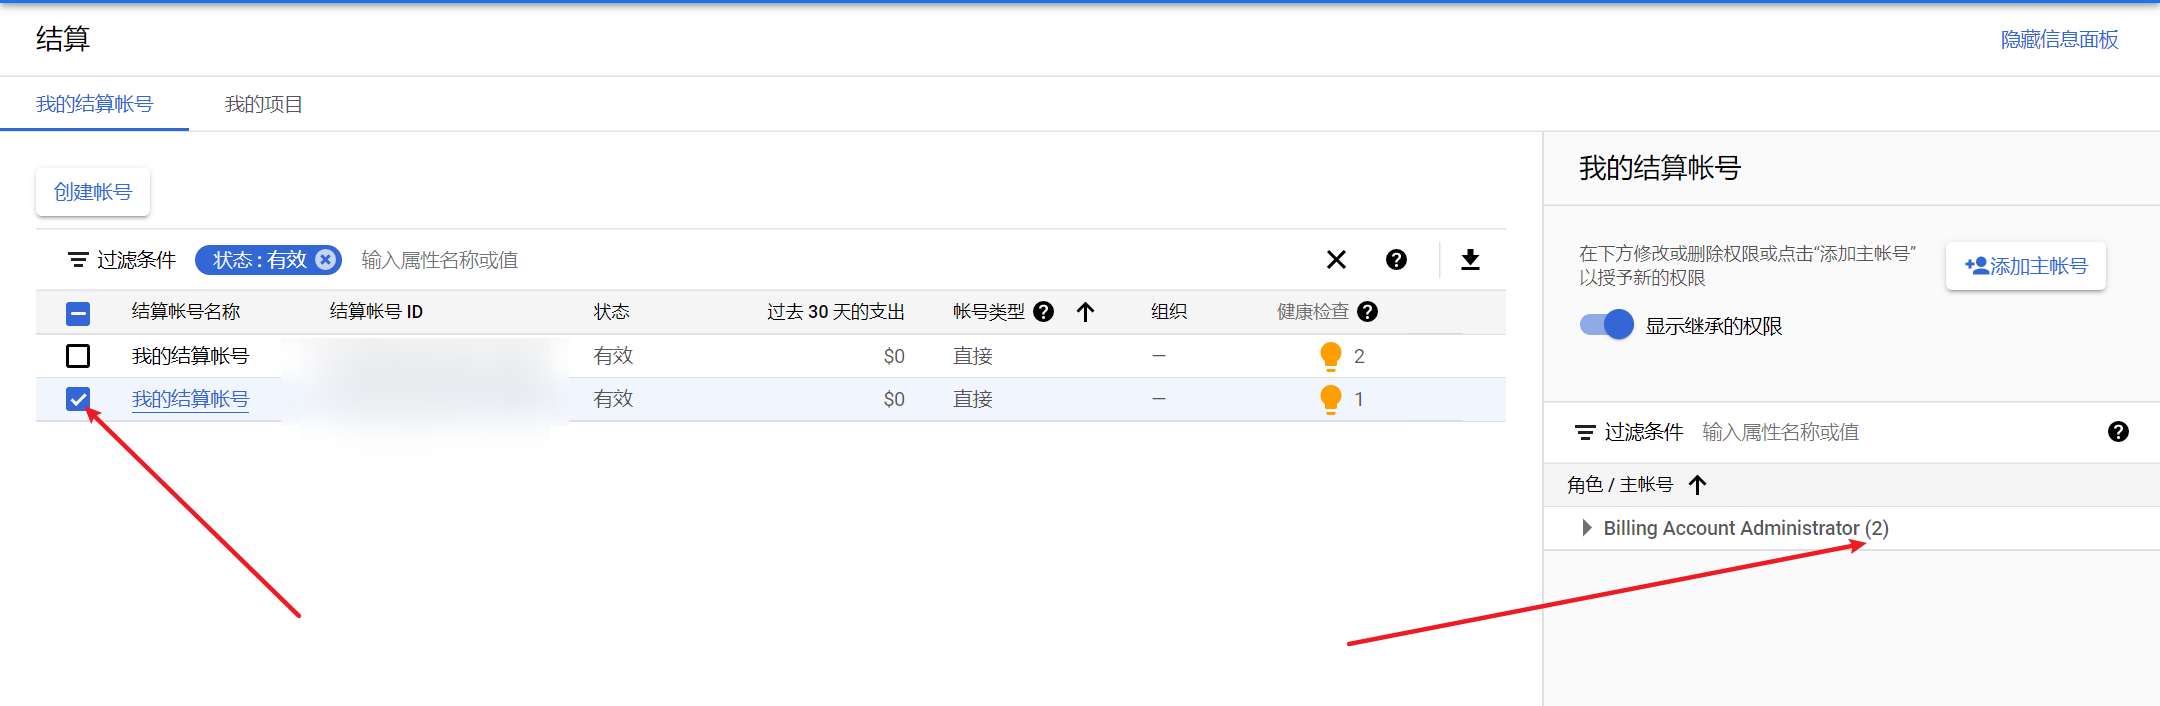 结算
隐藏信息面板
我的结算帐号 我的项目
创建帐号
过滤条件 状态 : 有效 输入属性名称或值
结算帐号名称 结算帐号 ID 状态 过去 30 天的支出 帐号类型 组织 健康检查
我的结算帐号 有效 $0 直接 — 2
我的结算帐号 有效 $0 直接 — 1
我的结算帐号
在下方修改或删除权限或点击“添加主帐号”
以授予新的权限
添加主帐号
显示继承的权限
过滤条件 输入属性名称或值
角色 / 主帐号
Billing Account Administrator (2)